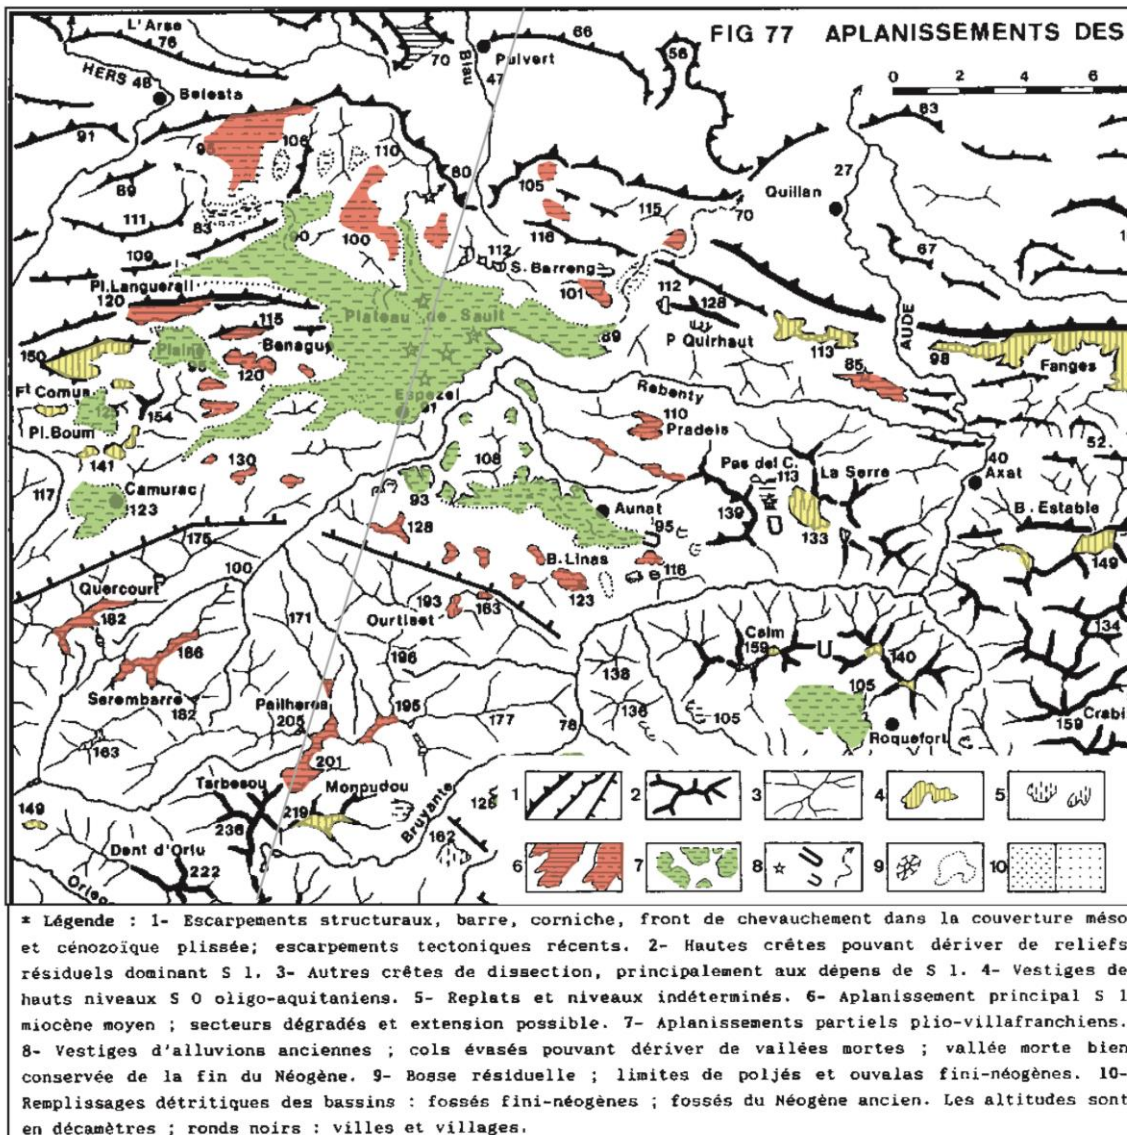 FIG 77 APLANISSEMENTS DES
0 2 4 6
L'Arse
76
70
Blau
Pulvert
47
66
56
83
HERS 48
Belesta
91
106
110
80
105
Quillan
27
89
111
83
100
116
115
70
67
109
112
S. Barreng
101
112
128
Pl. Languerail
120
115
Benague
Plateau de Sault
89
P Quirhaut
113
85
AUDE
98
Fanges
150
Plaine
120
Ft Comus
154
Pl. Boum
141
Espezel
91
Rebenty
110
Pradels
108
Pas del C.
113
La Serre
40
Axat
52
117
Camurac
123
130
93
128
Aunat
95
139
133
B. Estable
149
175
100
B. Linas
116
123
Quercourt
182
171
193
163
Ourtiset
134
186
196
Calm
159
U
140
138
105
Serembarre
182
Pailheres
205
195
177
78
136
105
Roquefort
159
Crabi
163
201
Tarbesou
Monpudou
149
236
219
Bruyante
126
162
Dent d'Orlu
222
1 2 3 4 5
6 7 8 9 10
* Légende : 1- Escarpements structuraux, barre, corniche, front de chevauchement dans la couverture méso
et cénozoïque plissée; escarpements tectoniques récents. 2- Hautes crêtes pouvant dériver de reliefs
résiduels dominant S 1. 3- Autres crêtes de dissection, principalement aux dépens de S 1. 4- Vestiges de
hauts niveaux S O oligo-aquitaniens. 5- Replats et niveaux indéterminés. 6- Aplanissement principal S 1
miocène moyen ; secteurs dégradés et extension possible. 7- Aplanissements partiels plio-villafranchiens.
8- Vestiges d'alluvions anciennes ; cols évasés pouvant dériver de vallées mortes ; vallée morte bien
conservée de la fin du Néogène. 9- Bosse résiduelle ; limites de poljés et ouvalas fini-néogènes. 10-
Remplissages détritiques des bassins : fossés fini-néogènes ; fossés du Néogène ancien. Les altitudes sont
en décamètres ; ronds noirs : villes et villages.